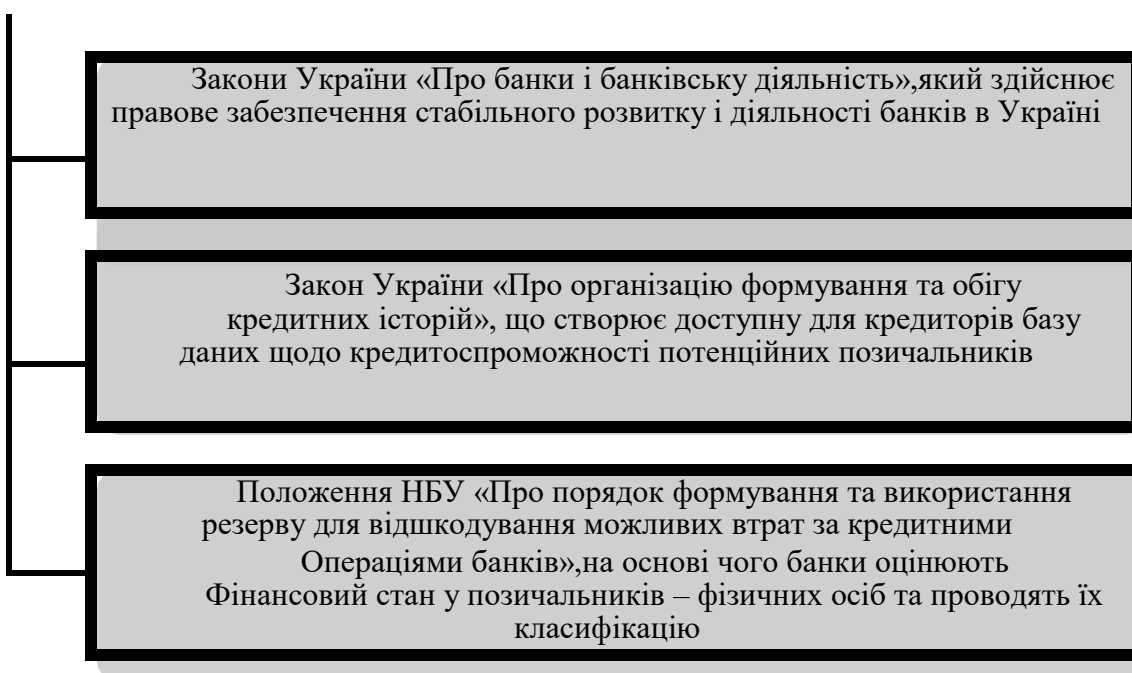 Закони України «Про банки і банківську діяльність»,який здійснює
правове забезпечення стабільного розвитку і діяльності банків в Україні
Закон України «Про організацію формування та обігу
кредитних історій», що створює доступну для кредиторів базу
даних щодо кредитоспроможності потенційних позичальників
Положення НБУ «Про порядок формування та використання
резерву для відшкодування можливих втрат за кредитними
Операціями банків»,на основі чого банки оцінюють
Фінансовий стан у позичальників – фізичних осіб та проводять їх
класифікацію